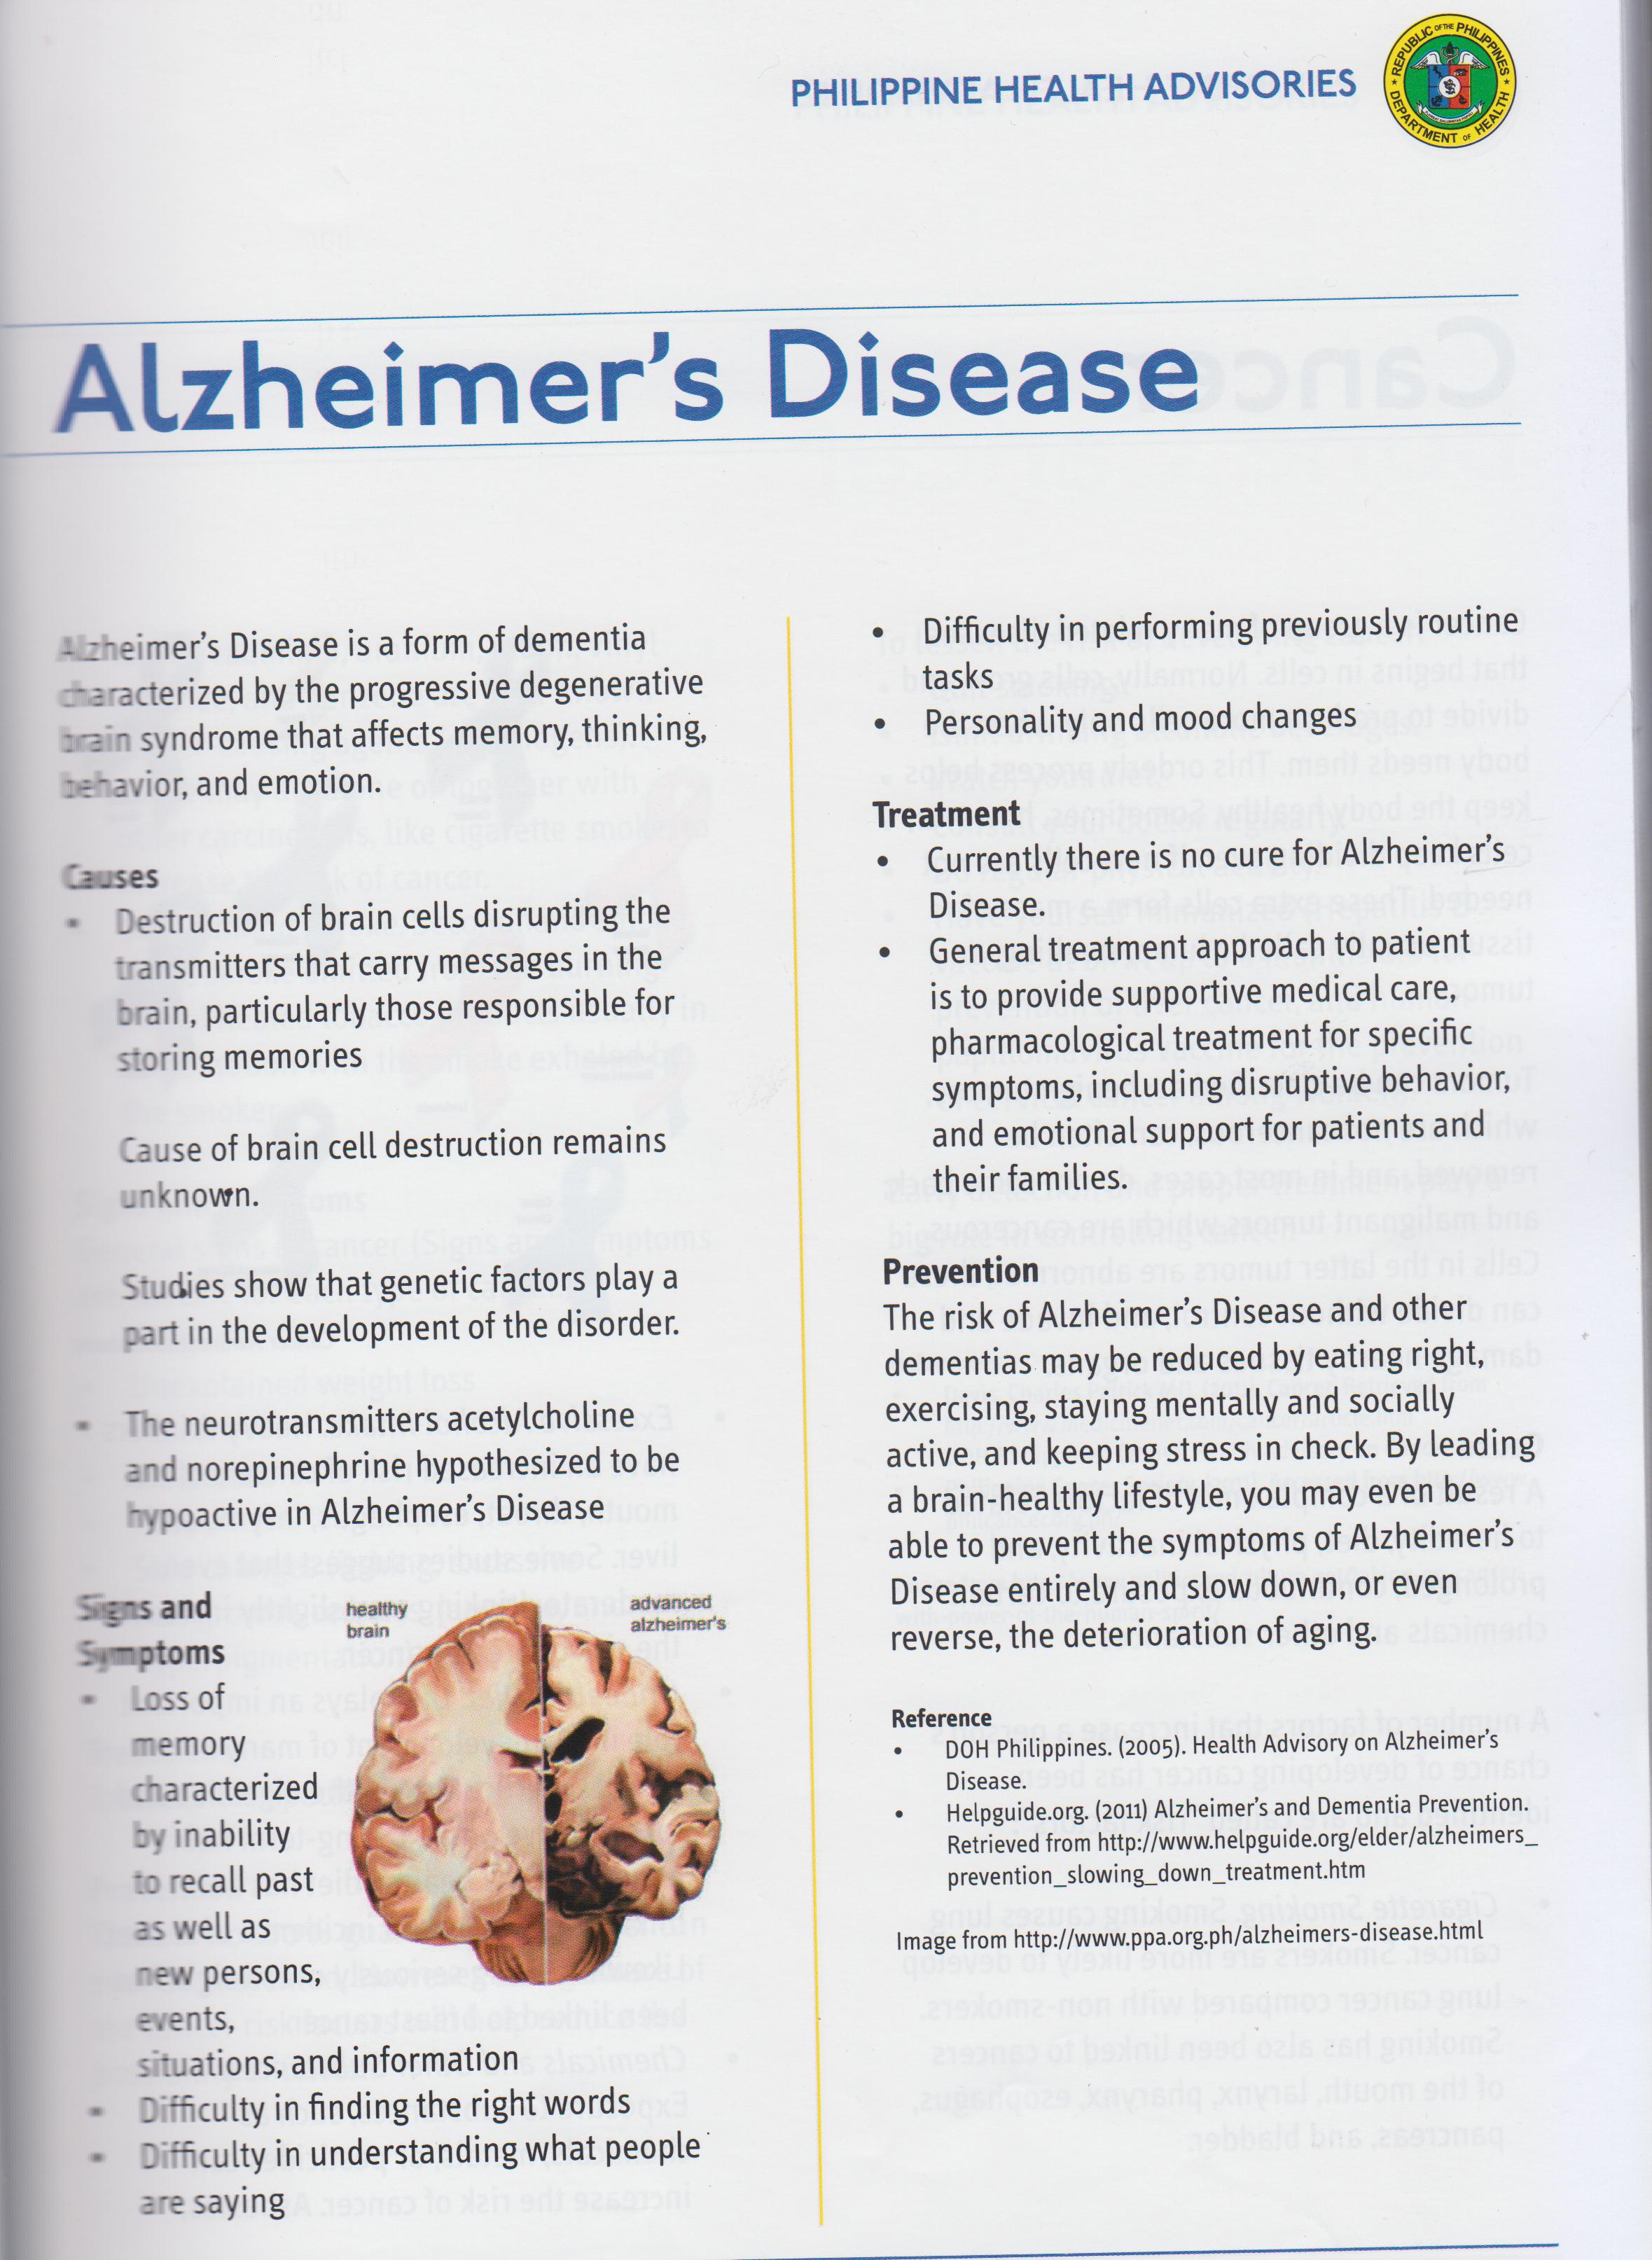 PHILIPPINE HEALTH ADVISORIES
REPUBLIC OF THE PHILIPPINES
DEPARTMENT OF HEALTH
Alzheimer's Disease
Alzheimer's Disease is a form of dementia
characterized by the progressive degenerative
brain syndrome that affects memory, thinking,
behavior, and emotion.
Causes
• Destruction of brain cells disrupting the
transmitters that carry messages in the
brain, particularly those responsible for
storing memories
Cause of brain cell destruction remains
unknown.
Studies show that genetic factors play a
part in the development of the disorder.
• The neurotransmitters acetylcholine
and norepinephrine hypothesized to be
hypoactive in Alzheimer's Disease
Signs and
Symptoms
• Loss of
memory
characterized
by inability
to recall past
as well as
new persons,
events,
situations, and information
• Difficulty in finding the right words
• Difficulty in understanding what people
are saying
healthy
brain
advanced
alzheimer's
• Difficulty in performing previously routine
tasks
• Personality and mood changes
Treatment
• Currently there is no cure for Alzheimer's
Disease.
• General treatment approach to patient
is to provide supportive medical care,
pharmacological treatment for specific
symptoms, including disruptive behavior,
and emotional support for patients and
their families.
Prevention
The risk of Alzheimer's Disease and other
dementias may be reduced by eating right,
exercising, staying mentally and socially
active, and keeping stress in check. By leading
a brain-healthy lifestyle, you may even be
able to prevent the symptoms of Alzheimer's
Disease entirely and slow down, or even
reverse, the deterioration of aging.
Reference
• DOH Philippines. (2005). Health Advisory on Alzheimer's
Disease.
• Helpguide.org. (2011) Alzheimer's and Dementia Prevention.
Retrieved from http://www.helpguide.org/elder/alzheimers_
prevention_slowing_down_treatment.htm
Image from http://www.ppa.org.ph/alzheimers-disease.html